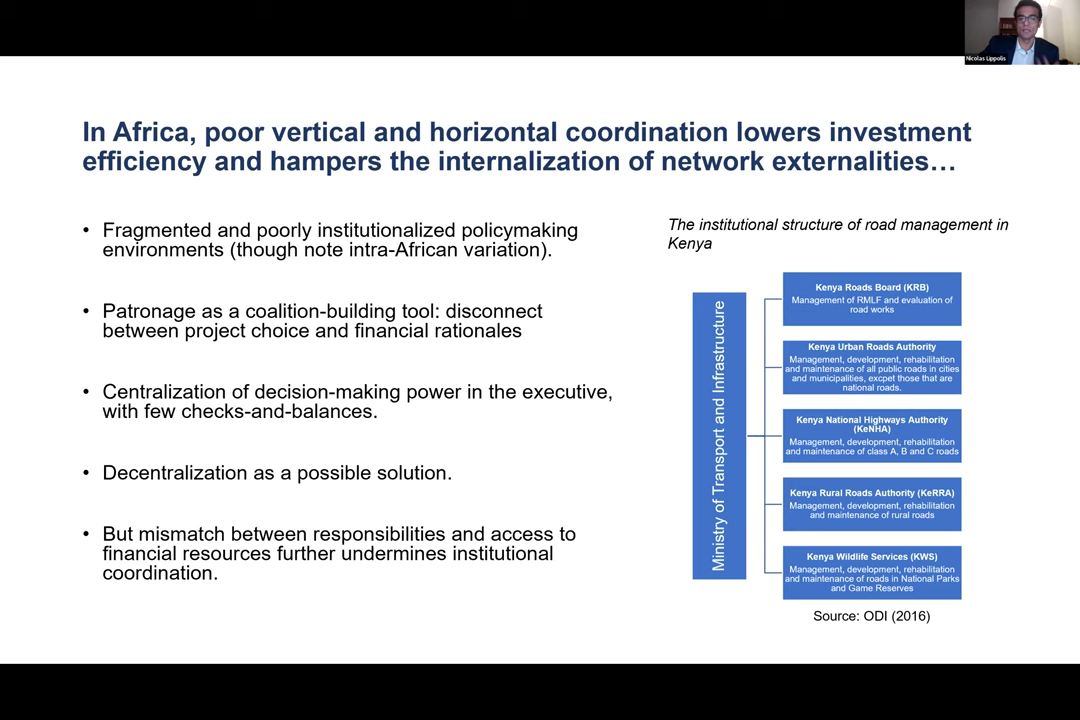 Nicolas Lippolis
In Africa, poor vertical and horizontal coordination lowers investment
efficiency and hampers the internalization of network externalities…
• Fragmented and poorly institutionalized policymaking
environments (though note intra-African variation).
• Patronage as a coalition-building tool: disconnect
between project choice and financial rationales
• Centralization of decision-making power in the executive,
with few checks-and-balances.
• Decentralization as a possible solution.
• But mismatch between responsibilities and access to
financial resources further undermines institutional
coordination.
The institutional structure of road management in
Kenya
Ministry of Transport and Infrastructure
Kenya Roads Board (KRB)
Management of RMLF and evaluation of
road works
Kenya Urban Roads Authority
Management, development, rehabilitation
and maintenance of all public roads in cities
and municipalities, excpet those that are
national roads.
Kenya National Highways Authority
(KeNHA)
Management, development, rehabilitation
and maintenance of class A, B and C roads
Kenya Rural Roads Authority (KeRRA)
Management, development, rehabilitation
and maintenance of rural roads
Kenya Wildlife Services (KWS)
Management, development, rehabilitation
and maintenance of roads in National Parks
and Game Reserves
Source: ODI (2016)